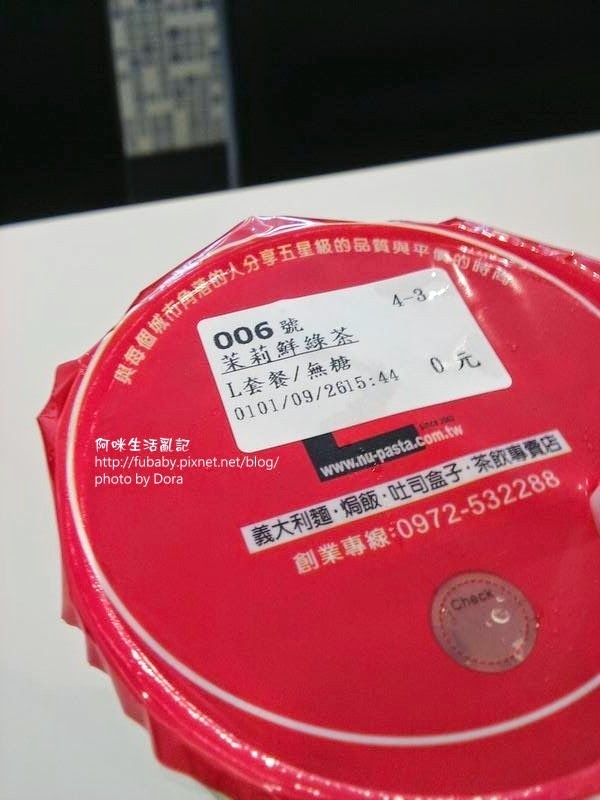 與每個城市角落的人分享五星級的品質與平價的時尚
006號
4-3
茉莉鮮綠茶
L套餐/無糖
0元
0101/09/2615:44
www.nu-pasta.com.tw
義大利麵·焗飯·吐司盒子·茶飲專賣店
創業專線:0972-532288
Check
阿咪生活亂記
http://fubaby.pixnet.net/blog/
photo by Dora